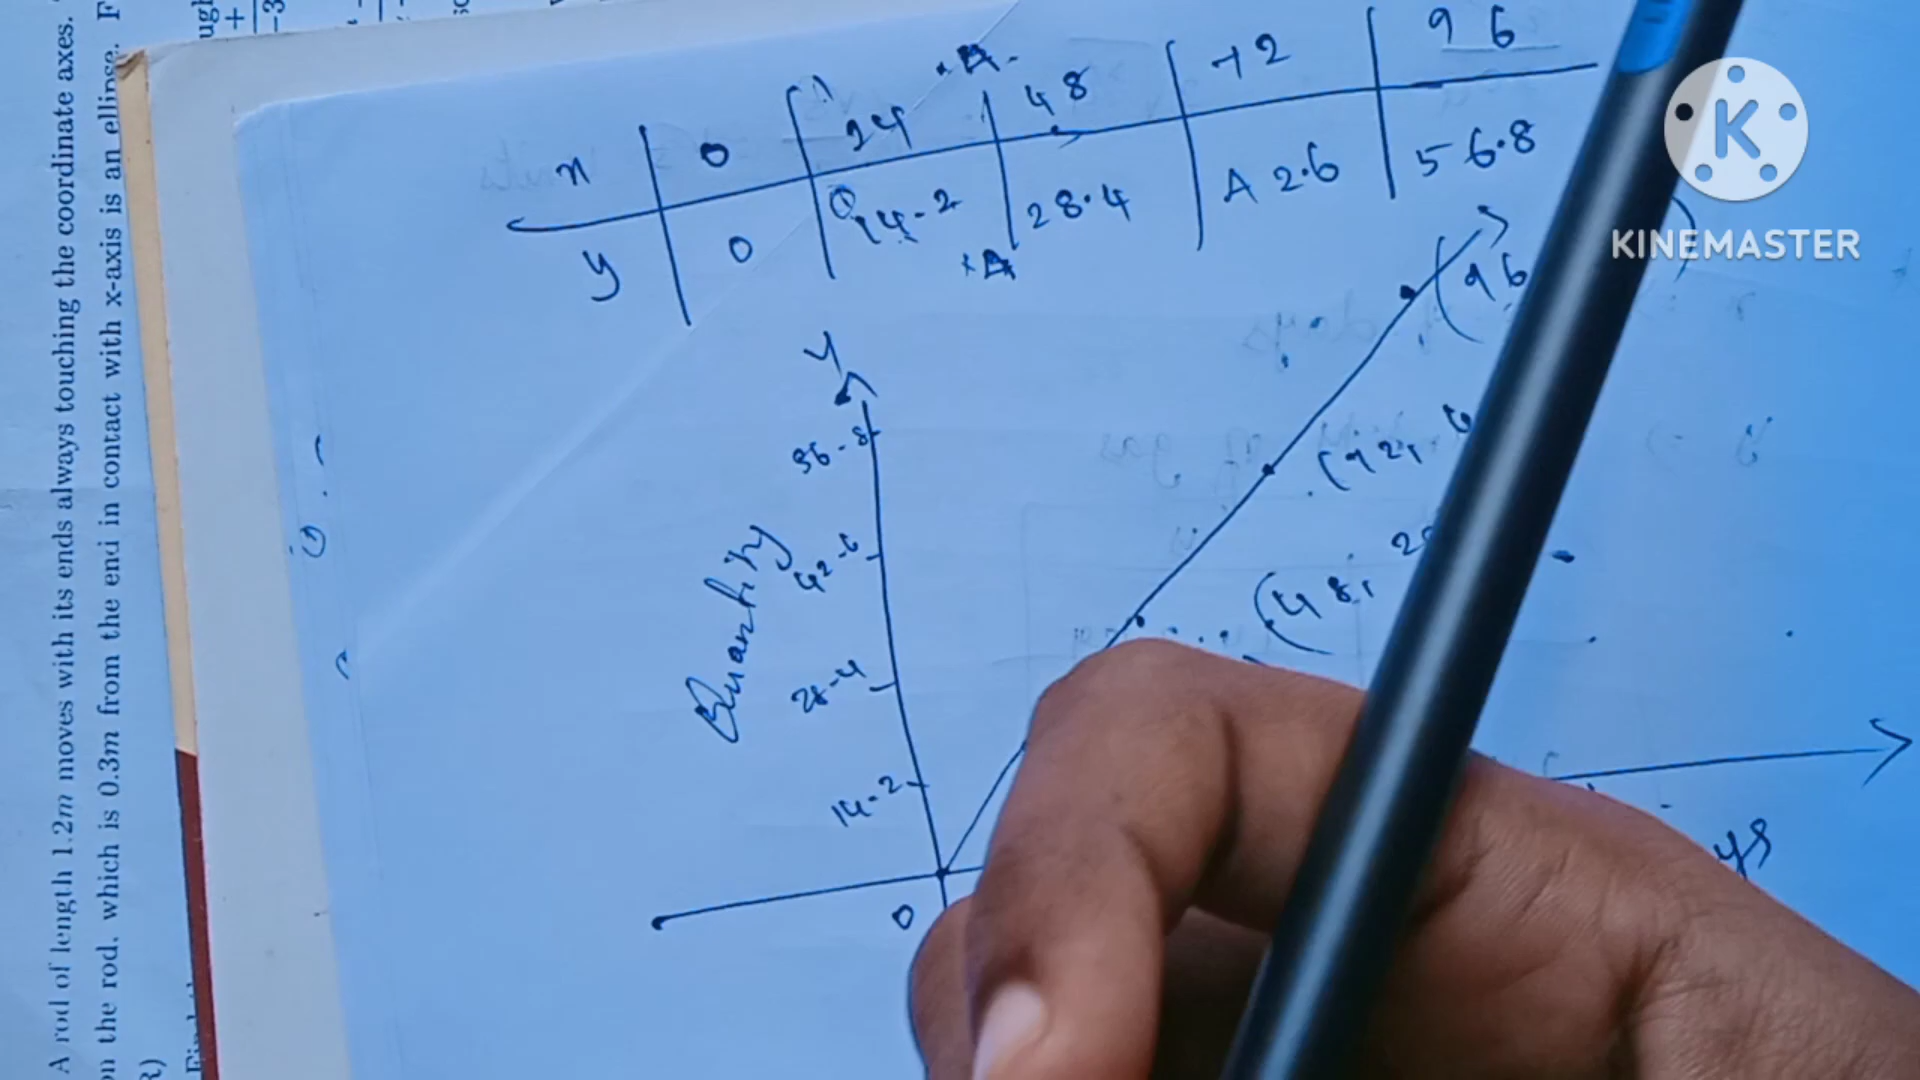 A rod of length 1.2m moves with its ends always touching the coordinate axes.
on the rod, which is 0.3m from the end in contact with x-axis is an ellipse. F
R)
x 0 24 48 72 96
y 0 14.2 28.4 42.6 56.8
KINEMASTER
Y
(96
56.8
(72,
42.6
(48,
28.4
14.2
Quantity
0
ys